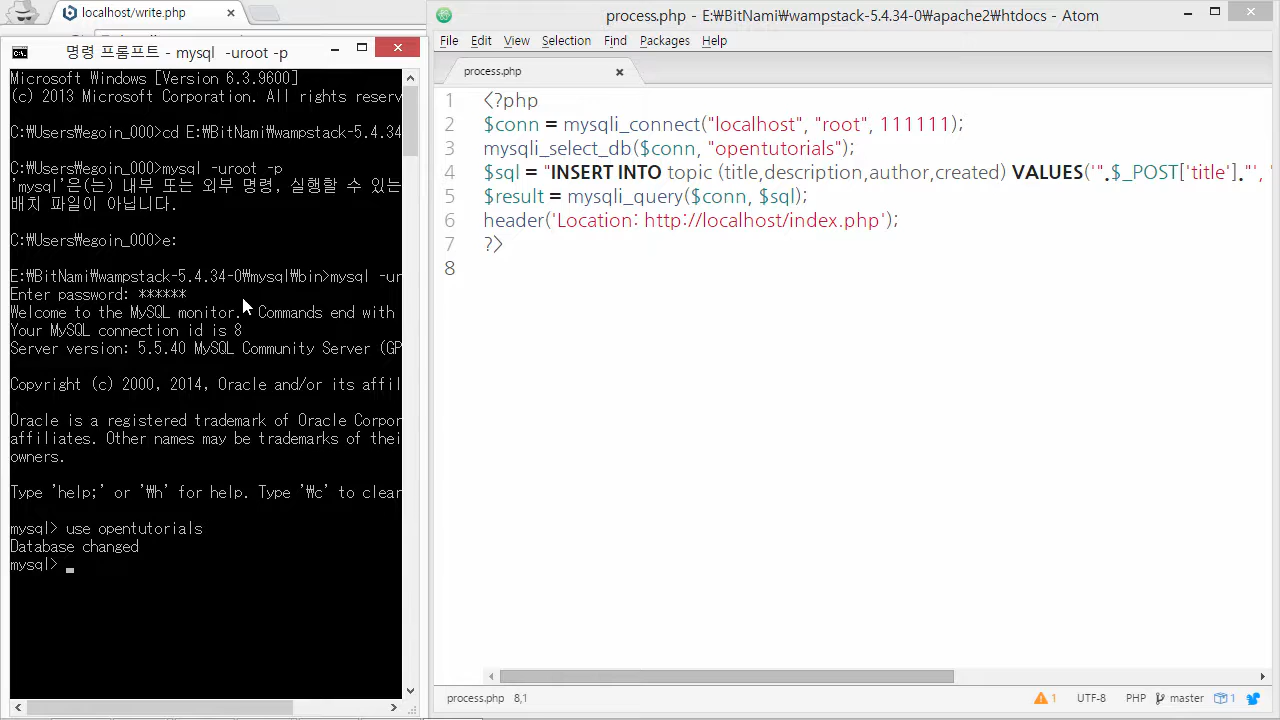 localhost/write.php
명령 프롬프트 - mysql -uroot -p
Microsoft Windows [Version 6.3.9600]
(c) 2013 Microsoft Corporation. All rights reserv
C:₩Users₩egoin_000>cd E:₩BitNami₩wampstack-5.4.34
C:₩Users₩egoin_000>mysql -uroot -p
'mysql'은(는) 내부 또는 외부 명령, 실행할 수 있는
배치 파일이 아닙니다.
C:₩Users₩egoin_000>e:
E:₩BitNami₩wampstack-5.4.34-0₩mysql₩bin>mysql -ur
Enter password: ******
Welcome to the MySQL monitor.  Commands end with
Your MySQL connection id is 8
Server version: 5.5.40 MySQL Community Server (GP
Copyright (c) 2000, 2014, Oracle and/or its affil
Oracle is a registered trademark of Oracle Corpor
affiliates. Other names may be trademarks of thei
owners.
Type 'help;' or '₩h' for help. Type '₩c' to clear
mysql> use opentutorials
Database changed
mysql>
process.php - E:₩BitNami₩wampstack-5.4.34-0₩apache2₩htdocs - Atom
File Edit View Selection Find Packages Help
process.php
1 <?php
2 $conn = mysqli_connect("localhost", "root", 111111);
3 mysqli_select_db($conn, "opentutorials");
4 $sql = "INSERT INTO topic (title,description,author,created) VALUES('".$_POST['title']."',
5 $result = mysqli_query($conn, $sql);
6 header('Location: http://localhost/index.php');
7 ?>
8
process.php 8,1 1 UTF-8 PHP master 1